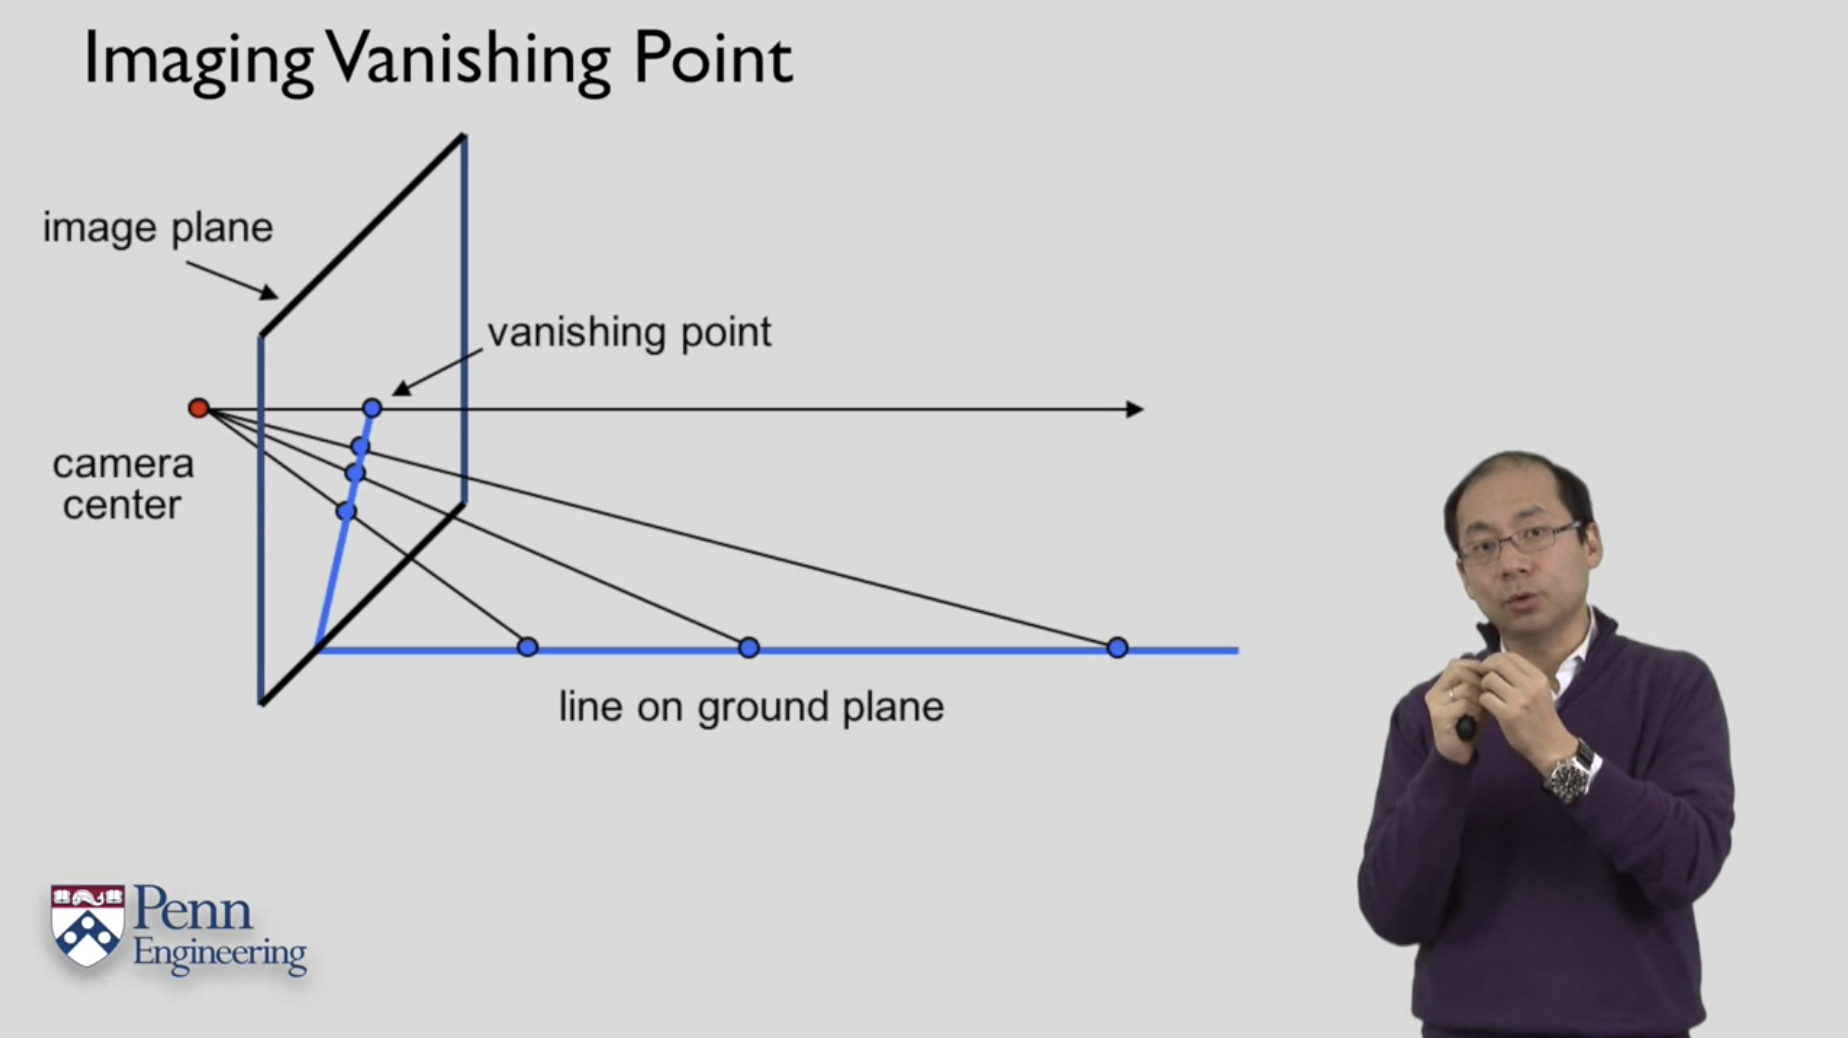 Imaging Vanishing Point
image plane
vanishing point
camera
center
line on ground plane
Penn
Engineering